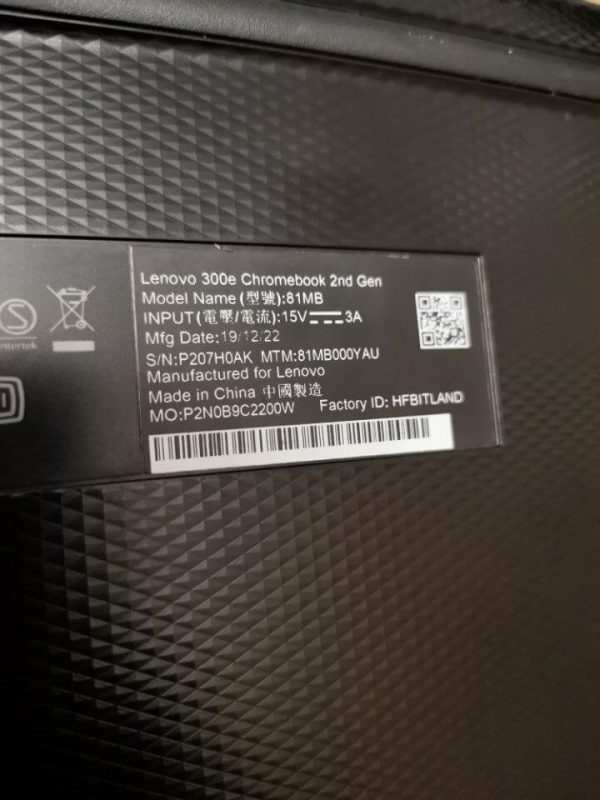 Lenovo 300e Chromebook 2nd Gen
Model Name (型號):81MB
INPUT(電壓/電流):15V⎓3A
Mfg Date:19/12/22
S/N:P207H0AK MTM:81MB000YAU
Manufactured for Lenovo
Made in China 中國製造
MO:P2N0B9C2200W Factory ID: HFBITLAND
S
Intertek